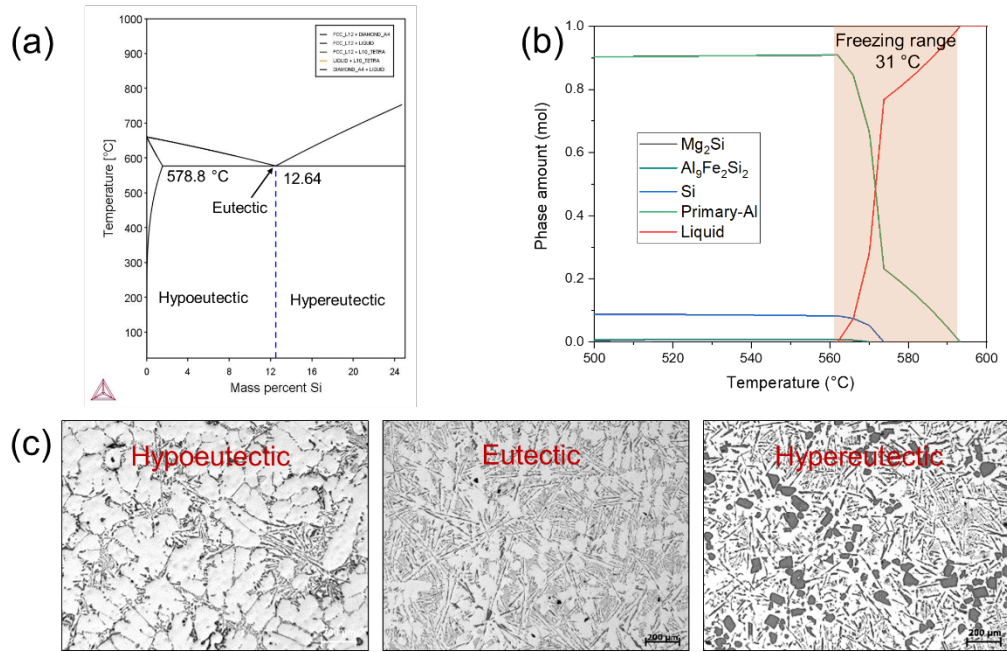 (a)
1000
900
800
700
600
500
400
300
200
100
Temperature [°C]
FCC_L12 + DIAMOND_A4
FCC_L12 + LIQUID
FCC_L12 + L10_TETRA
LIQUID + L10_TETRA
DIAMOND_A4 + LIQUID
578.8 °C
12.64
Eutectic
Hypoeutectic
Hypereutectic
0 4 8 12 16 20 24
Mass percent Si
(b)
1.0
0.8
0.6
0.4
0.2
0.0
Phase amount (mol)
Freezing range
31 °C
Mg₂Si
Al₉Fe₂Si₂
Si
Primary-Al
Liquid
500 520 540 560 580 600
Temperature (°C)
(c)
Hypoeutectic
Eutectic
200 µm
Hypereutectic
200 µm